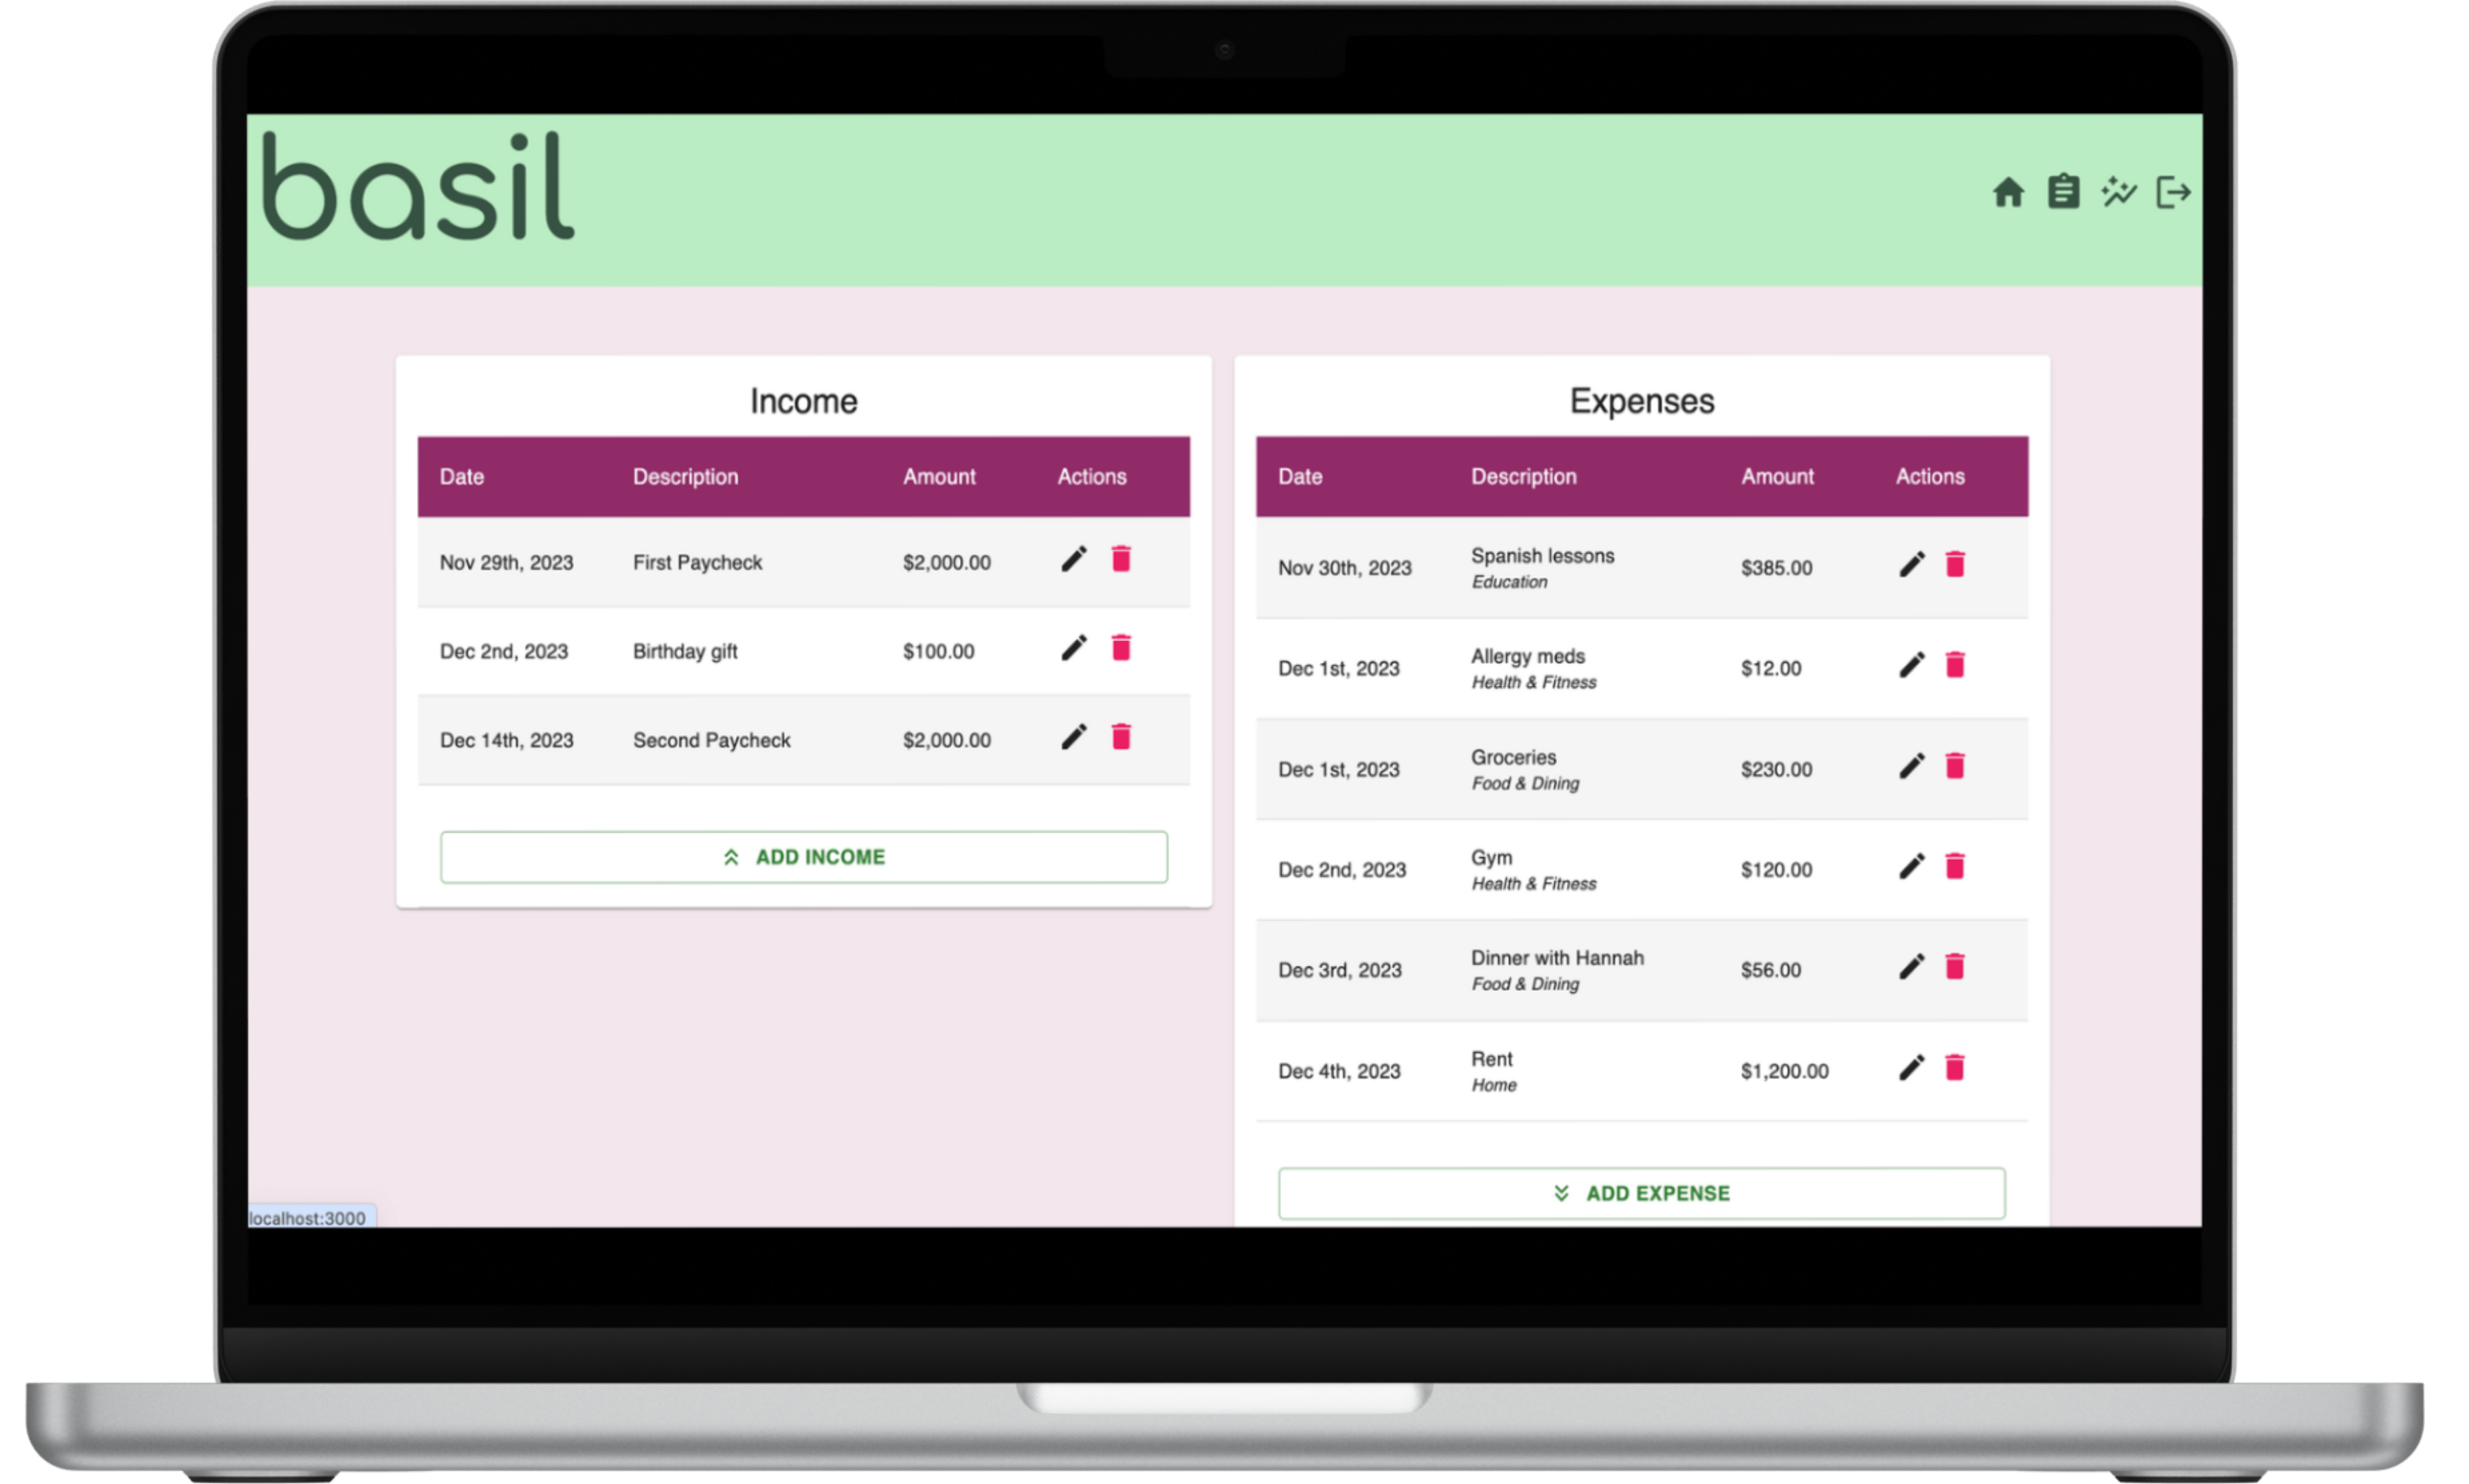 basil
Income
Date Description Amount Actions
Nov 29th, 2023 First Paycheck $2,000.00
Dec 2nd, 2023 Birthday gift $100.00
Dec 14th, 2023 Second Paycheck $2,000.00
ADD INCOME
Expenses
Date Description Amount Actions
Nov 30th, 2023 Spanish lessons $385.00
Education
Dec 1st, 2023 Allergy meds $12.00
Health & Fitness
Dec 1st, 2023 Groceries $230.00
Food & Dining
Dec 2nd, 2023 Gym $120.00
Health & Fitness
Dec 3rd, 2023 Dinner with Hannah $56.00
Food & Dining
Dec 4th, 2023 Rent $1,200.00
Home
ADD EXPENSE
localhost:3000